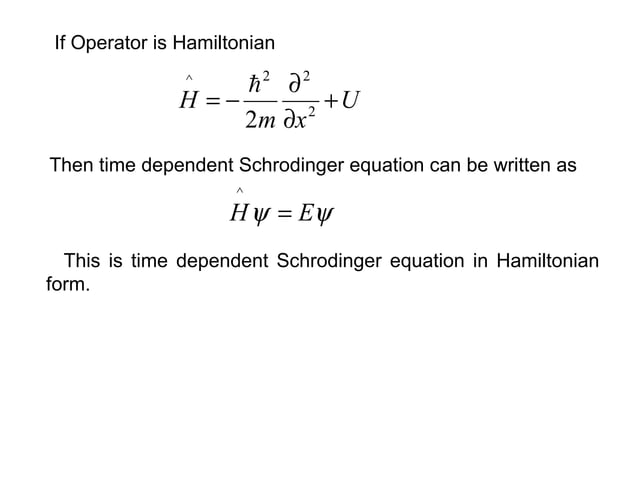 If Operator is Hamiltonian
Ĥ = − ℏ²/2m ∂²/∂x² + U
Then time dependent Schrodinger equation can be written as
Ĥψ = Eψ
This is time dependent Schrodinger equation in Hamiltonian
form.